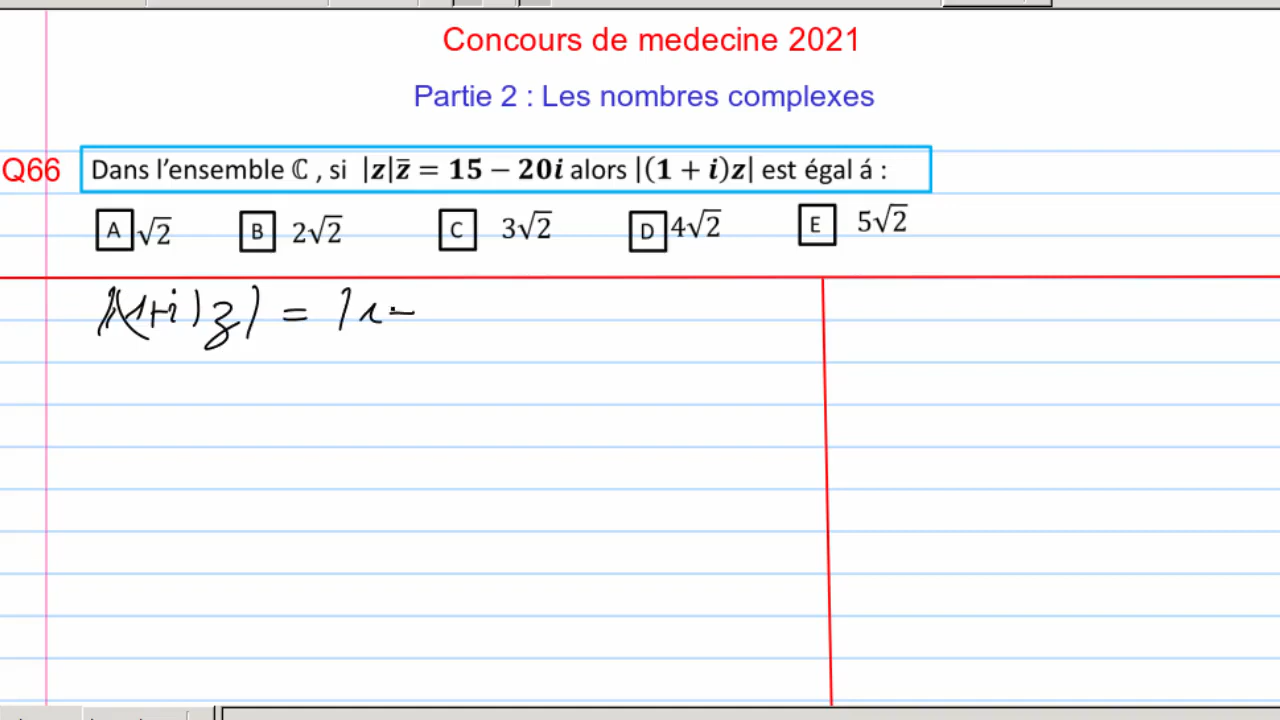 Concours de medecine 2021
Partie 2 : Les nombres complexes
Q66 Dans l'ensemble ℂ , si |z|z̄ = 15 − 20i alors |(1 + i)z| est égal á :
A √2 B 2√2 C 3√2 D 4√2 E 5√2
|(1+i)z| = |1-